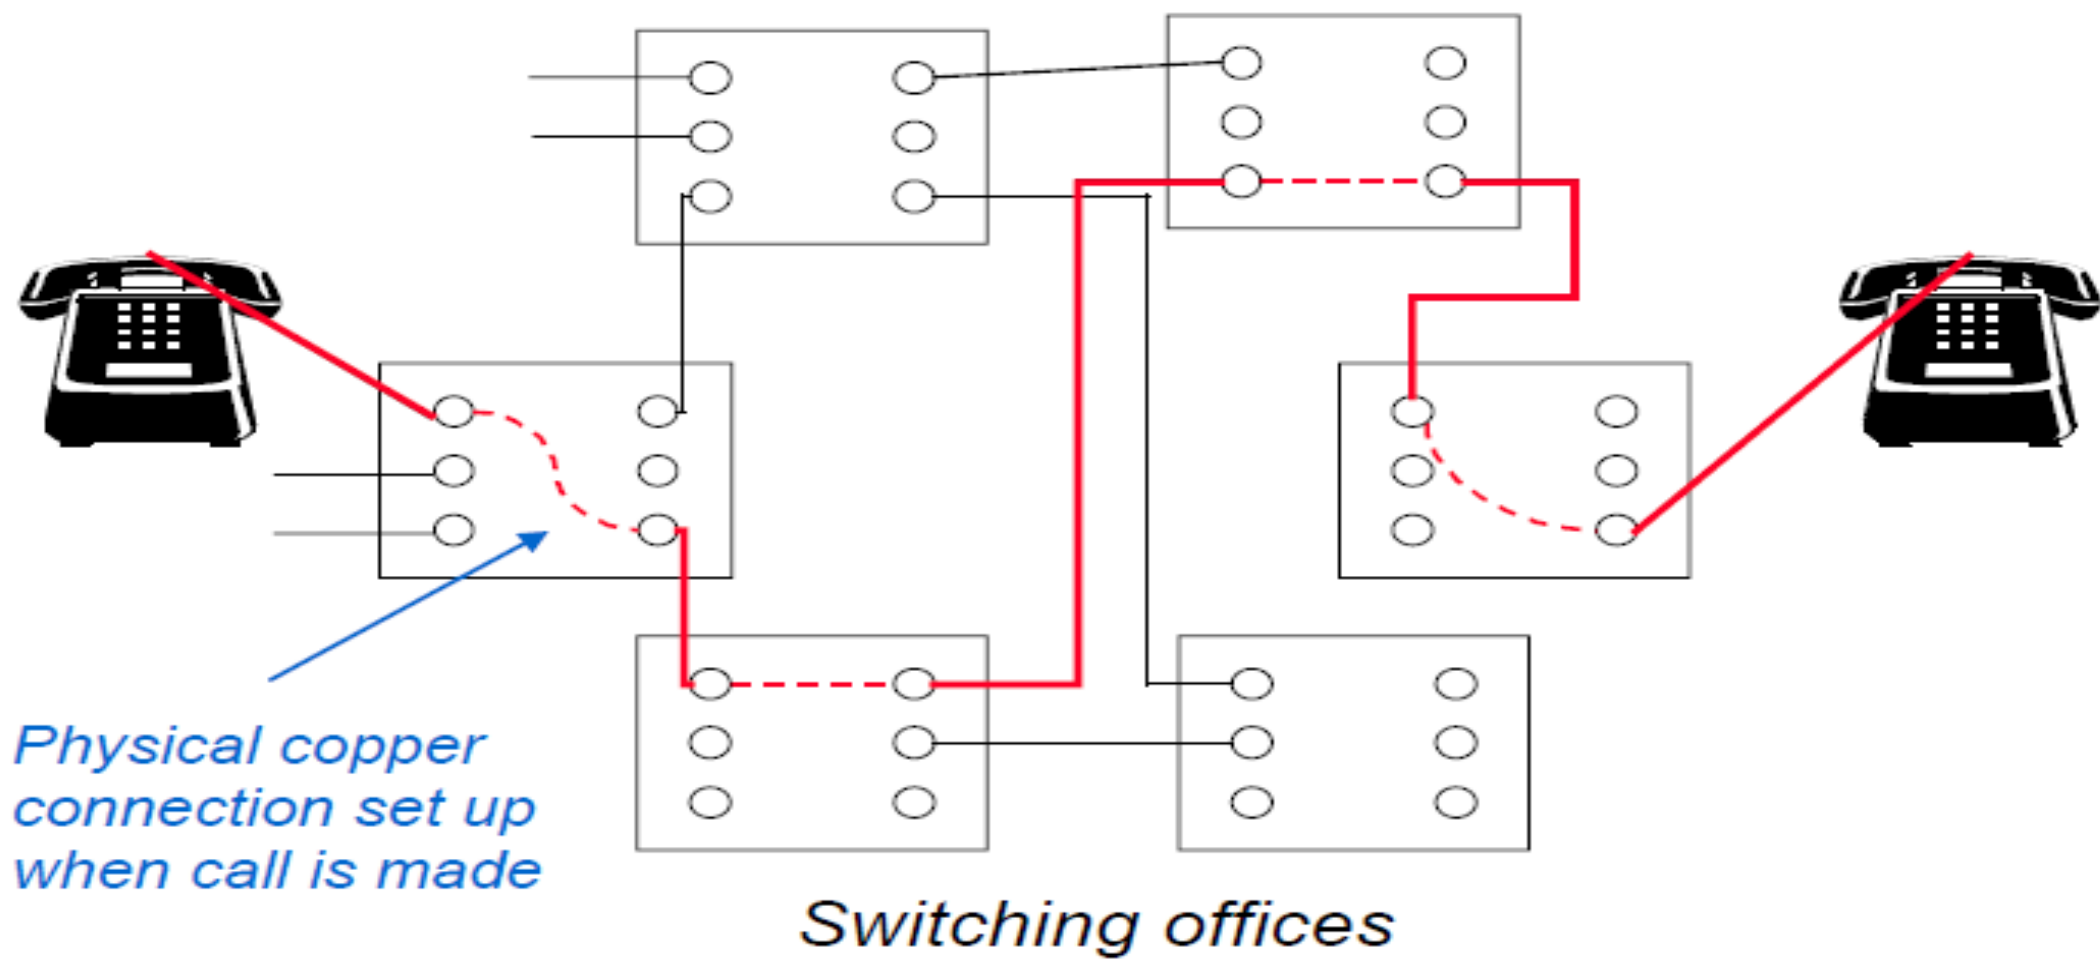 Physical copper
connection set up
when call is made
Switching offices